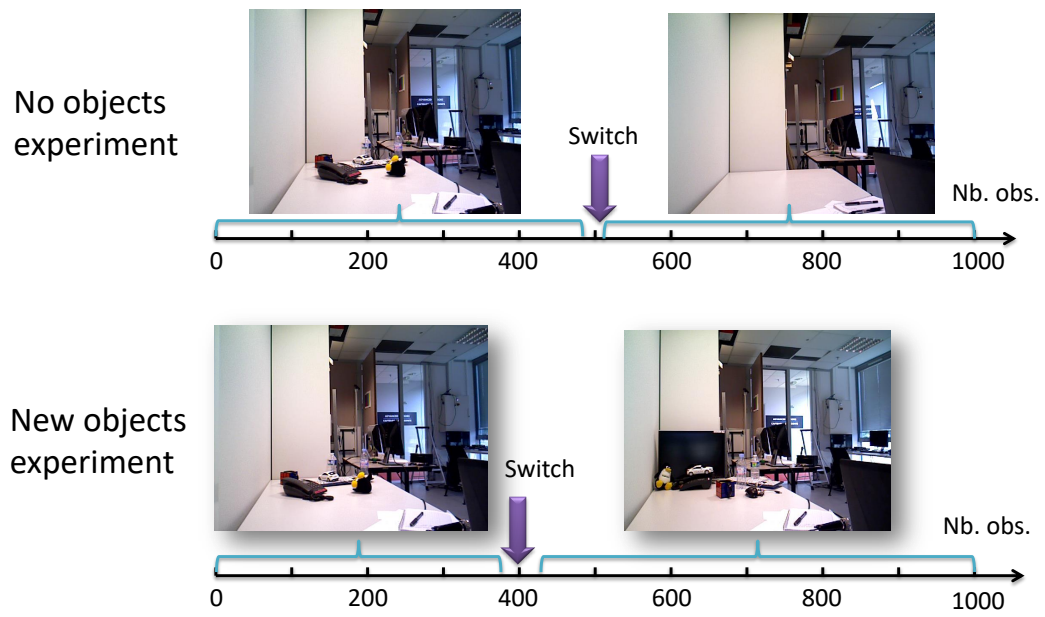 No objects
experiment
Switch
Nb. obs.
0 200 400 600 800 1000
New objects
experiment
Switch
Nb. obs.
0 200 400 600 800 1000